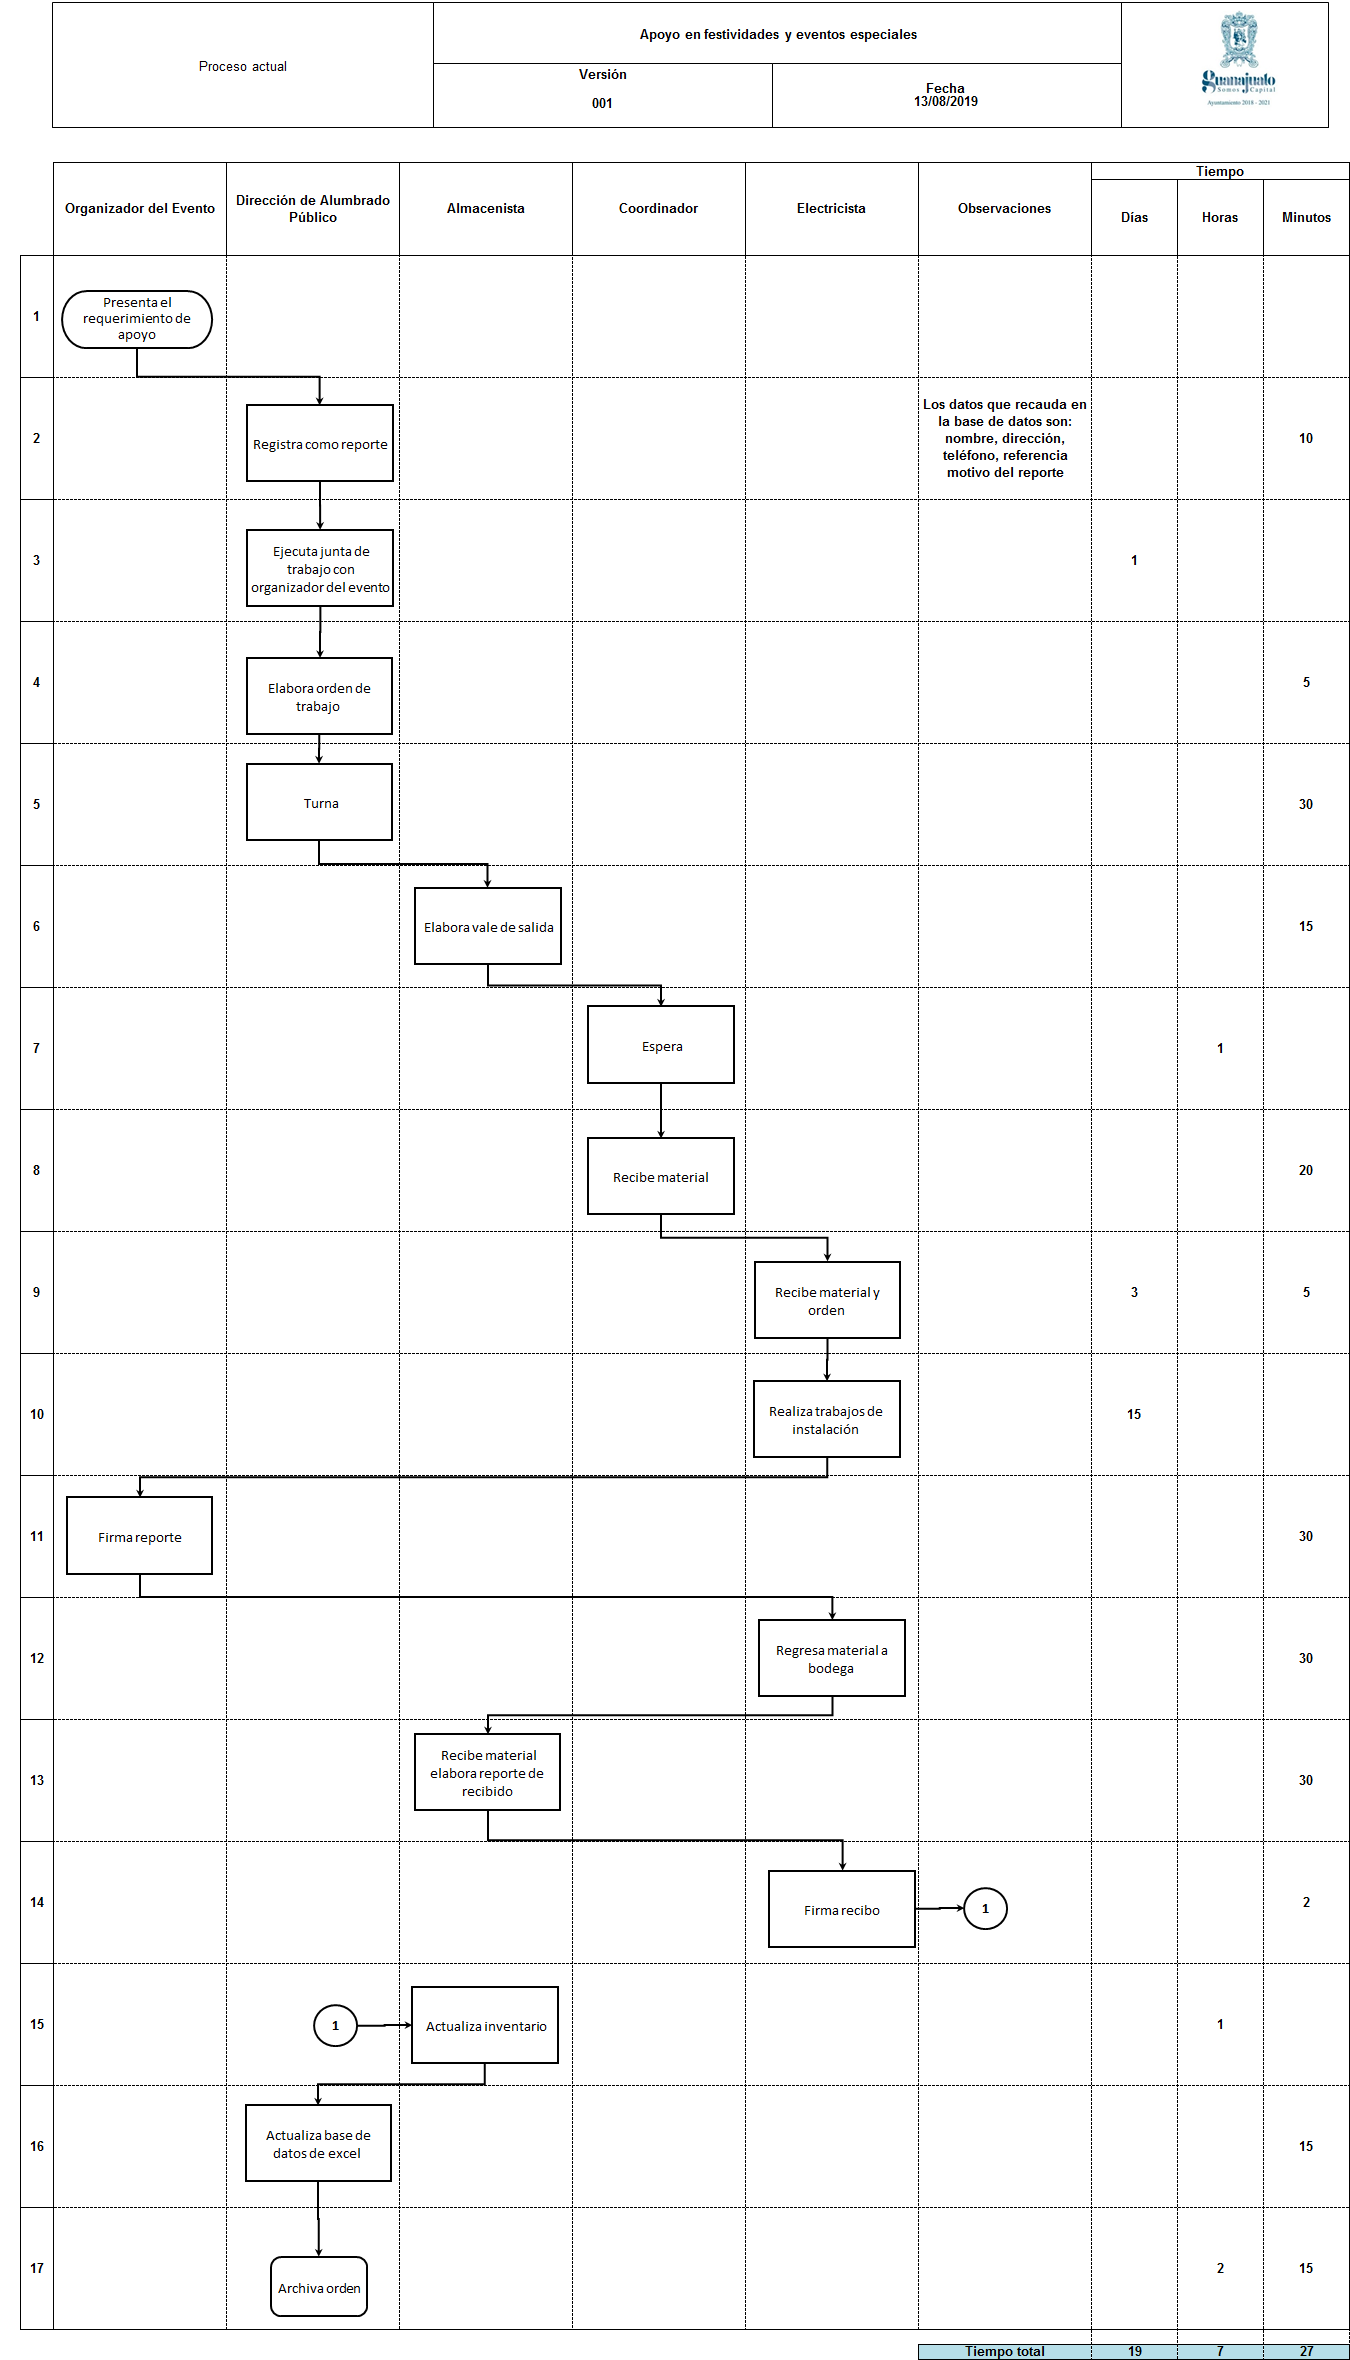 Proceso actual
Apoyo en festividades y eventos especiales
Versión
001
Fecha
13/08/2019
Guanajuato
Somos Capital
Ayuntamiento 2018 - 2021
Organizador del Evento
Dirección de Alumbrado
Público
Almacenista
Coordinador
Electricista
Observaciones
Tiempo
Días
Horas
Minutos
1
Presenta el
requerimiento de
apoyo
2
Registra como reporte
Los datos que recauda en
la base de datos son:
nombre, dirección,
teléfono, referencia
motivo del reporte
10
3
Ejecuta junta de
trabajo con
organizador del evento
1
4
Elabora orden de
trabajo
5
5
Turna
30
6
Elabora vale de salida
15
7
Espera
1
8
Recibe material
20
9
Recibe material y
orden
3
5
10
Realiza trabajos de
instalación
15
11
Firma reporte
30
12
Regresa material a
bodega
30
13
Recibe material
elabora reporte de
recibido
30
14
Firma recibo
1
2
15
1
Actualiza inventario
1
16
Actualiza base de
datos de excel
15
17
Archiva orden
2
15
Tiempo total
19
7
27